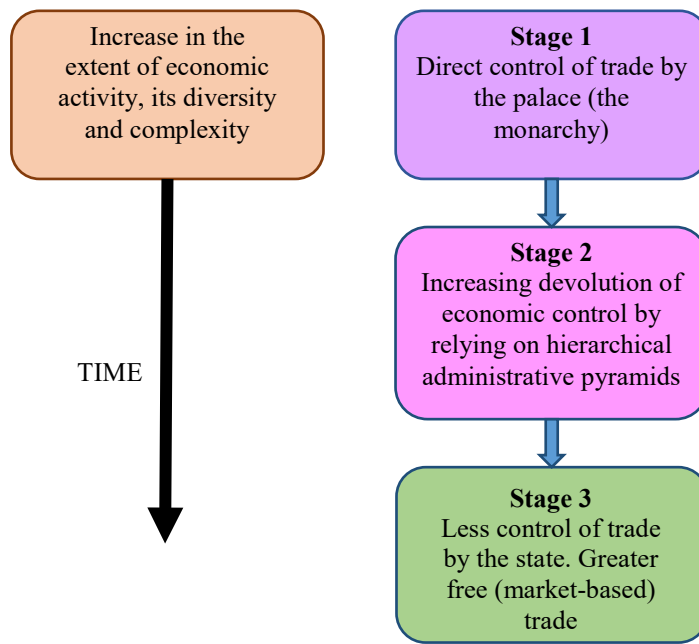 Increase in the
extent of economic
activity, its diversity
and complexity
TIME
Stage 1
Direct control of trade by
the palace (the
monarchy)
Stage 2
Increasing devolution of
economic control by
relying on hierarchical
administrative pyramids
Stage 3
Less control of trade
by the state. Greater
free (market-based)
trade